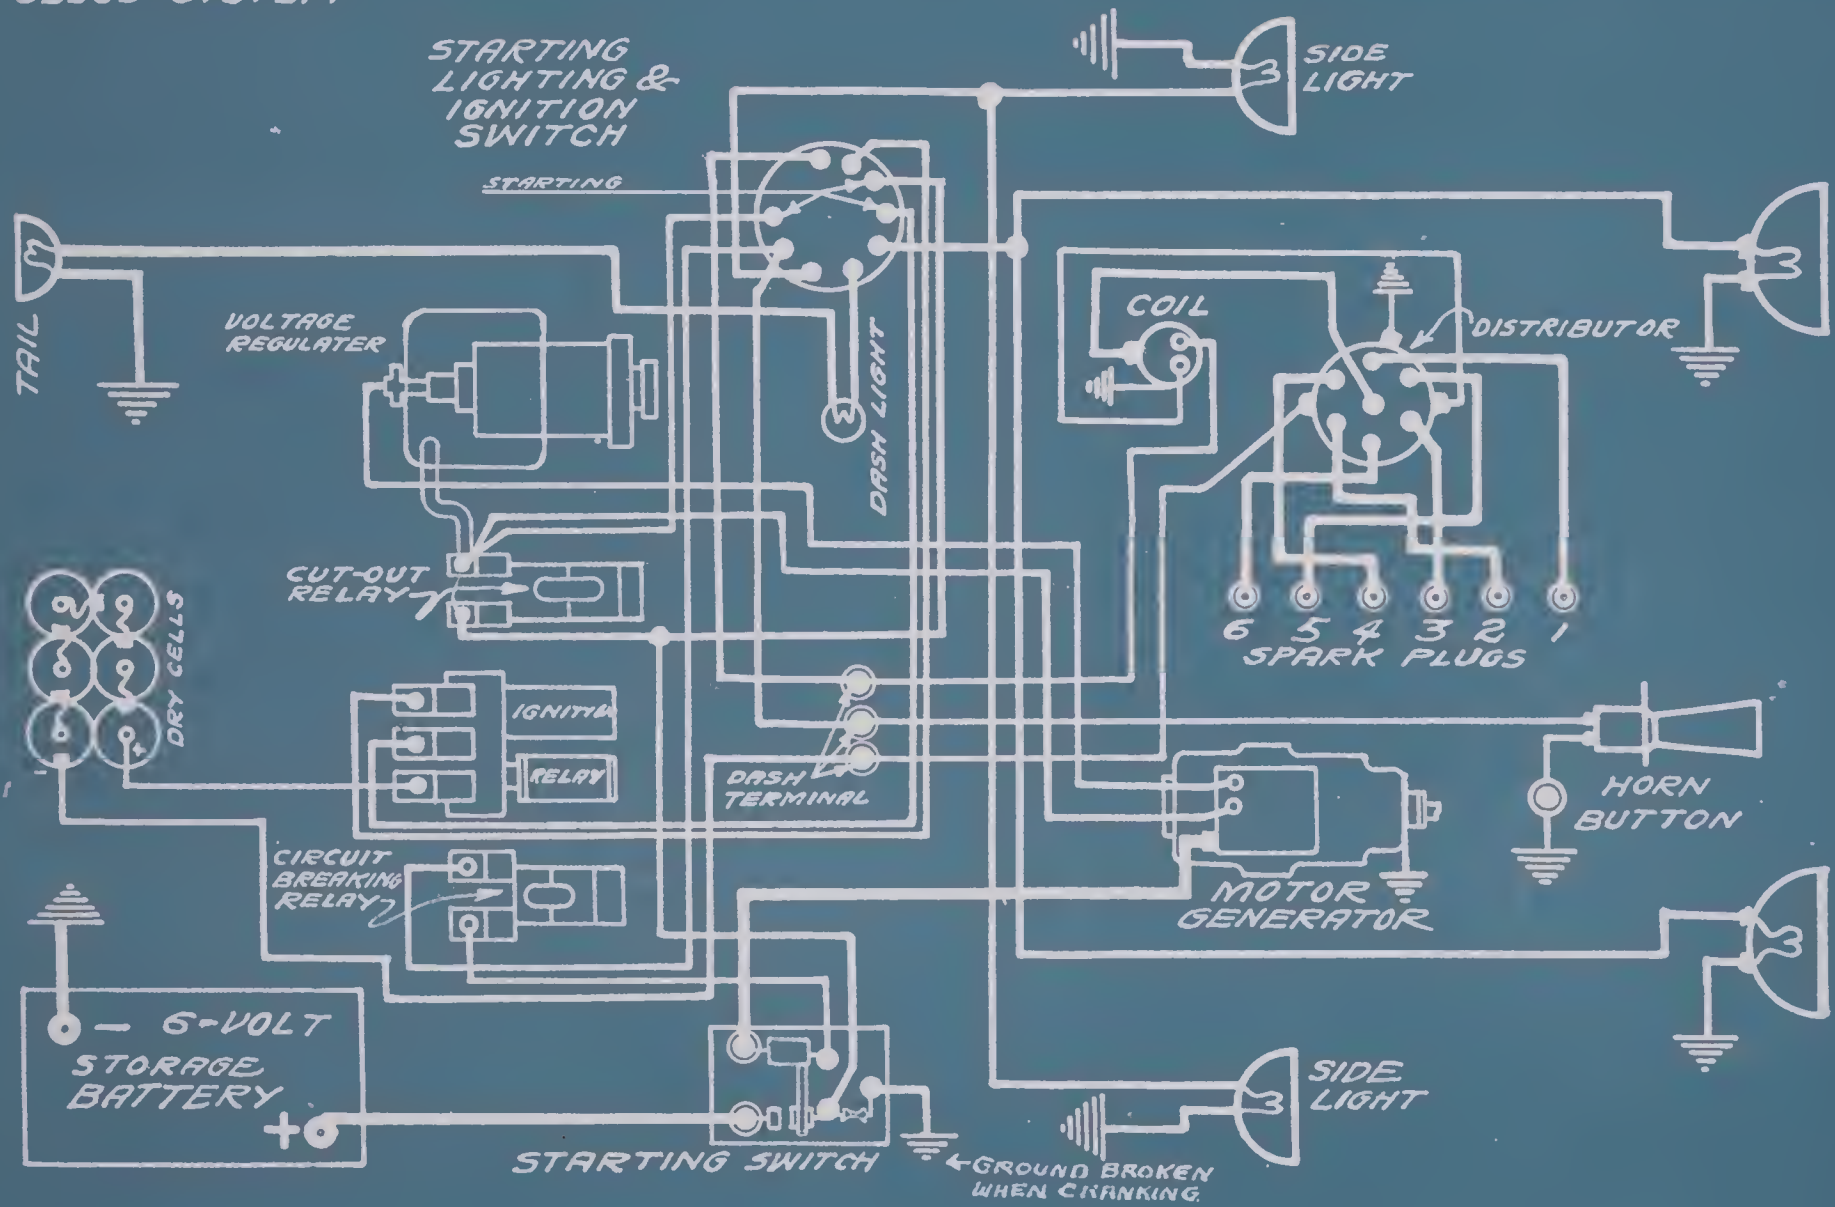 SYSTEM
STARTING
LIGHTING &
IGNITION
SWITCH
STARTING
SIDE
LIGHT
TAIL
VOLTAGE
REGULATER
DASH LIGHT
COIL
DISTRIBUTOR
CUT-OUT
RELAY
DRY CELLS
6 5 4 3 2 1
SPARK PLUGS
IGNITION
RELAY
- +
DASH
TERMINAL
HORN
BUTTON
CIRCUIT
BREAKING
RELAY
MOTOR
GENERATOR
- 6-VOLT
STORAGE
BATTERY
+
STARTING SWITCH
SIDE
LIGHT
GROUND BROKEN
WHEN CRANKING.